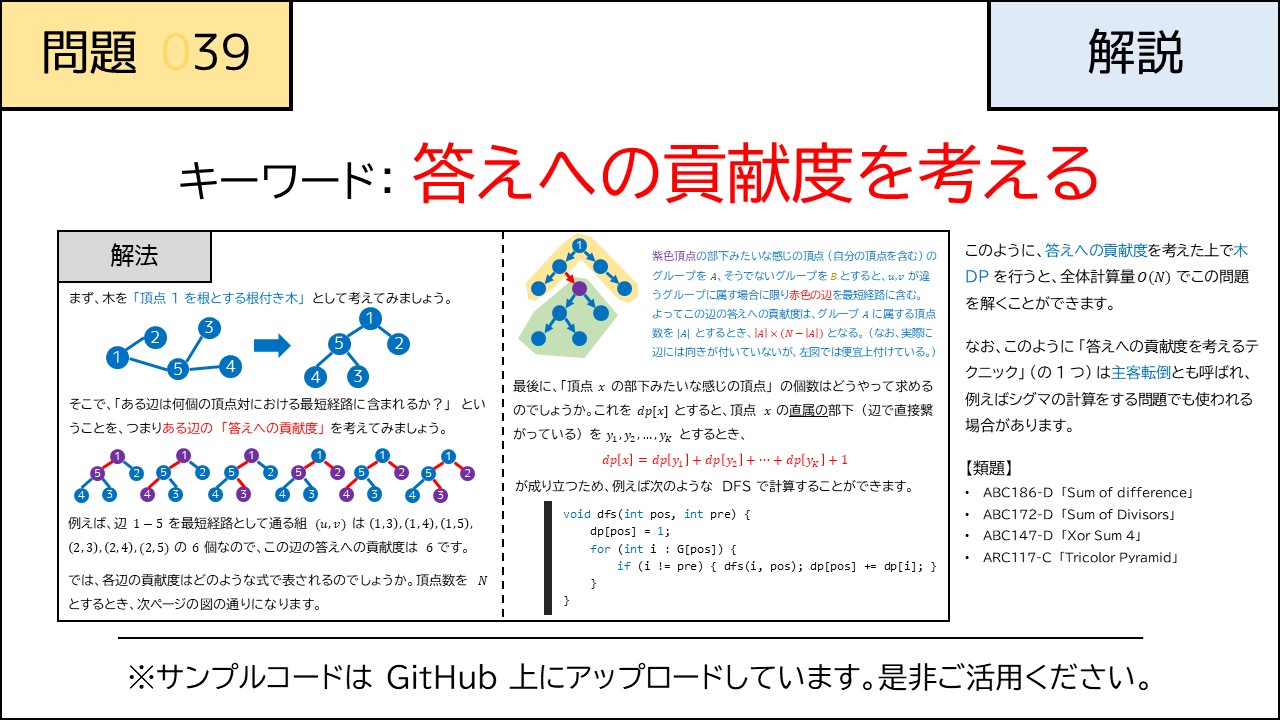 問題 039
解説
キーワード: 答えへの貢献度を考える
解法
まず、木を「頂点 1 を根とする根付き木」として考えてみましょう。
1 2 3 5 4
1 5 2 4 3
そこで、「ある辺は何個の頂点対における最短経路に含まれるか?」とい
うことを、つまりある辺の「答えへの貢献度」を考えてみましょう。
1 5 2 4 3
1 5 2 4 3
1 5 2 4 3
1 5 2 4 3
1 5 2 4 3
1 5 2 4 3
例えば、辺 1 − 5 を最短経路として通る組 (u, v) は (1,3), (1,4), (1,5),
(2,3), (2,4), (2,5) の 6 個なので、この辺の答えへの貢献度は 6 です。
では、各辺の貢献度はどのような式で表されるのでしょうか。頂点数を N
とするとき、次ページの図の通りになります。
1
紫色頂点の部下みたいな感じの頂点(自分の頂点を含む)の
グループを A、そうでないグループを B とすると、u, v が違
うグループに属す場合に限り赤色の辺を最短経路に含む。
よってこの辺の答えへの貢献度は、グループ A に属する頂点
数を |A| とするとき、|A| × (N − |A|) となる。(なお、実際に
辺には向きが付いていないが、左図では便宜上付けている。)
最後に、「頂点 x の部下みたいな感じの頂点」の個数はどうやって求める
のでしょうか。これを dp[x] とすると、頂点 x の直属の部下(辺で直接繋
がっている)を y1, y2, ..., yK とするとき、
dp[x] = dp[y1] + dp[y2] + ⋯ + dp[yK] + 1
が成り立つため、例えば次のような DFS で計算することができます。
void dfs(int pos, int pre) {
dp[pos] = 1;
for (int i : G[pos]) {
if (i != pre) { dfs(i, pos); dp[pos] += dp[i]; }
}
}
このように、答えへの貢献度を考えた上で木
DP を行うと、全体計算量 O(N) でこの問題
を解くことができます。
なお、このように「答えへの貢献度を考えるテ
クニック」(の 1 つ)は主客転倒とも呼ばれ、
例えばシグマの計算をする問題でも使われる
場合があります。
【類題】
• ABC186-D「Sum of difference」
• ABC172-D「Sum of Divisors」
• ABC147-D「Xor Sum 4」
• ARC117-C「Tricolor Pyramid」
※サンプルコードは GitHub 上にアップロードしています。是非ご活用ください。